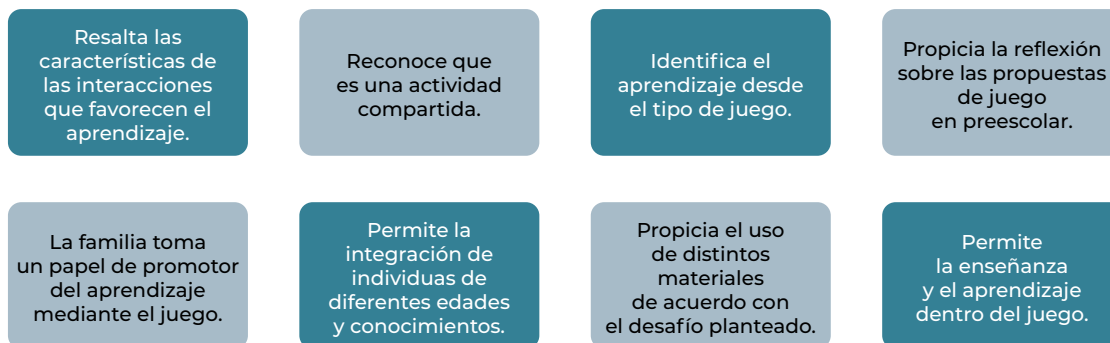 Resalta las
características de
las interacciones
que favorecen el
aprendizaje.
Reconoce que
es una actividad
compartida.
Identifica el
aprendizaje desde
el tipo de juego.
Propicia la reflexión
sobre las propuestas
de juego
en preescolar.
La familia toma
un papel de promotor
del aprendizaje
mediante el juego.
Permite la
integración de
individuas de
diferentes edades
y conocimientos.
Propicia el uso
de distintos
materiales
de acuerdo con
el desafío planteado.
Permite
la enseñanza
y el aprendizaje
dentro del juego.